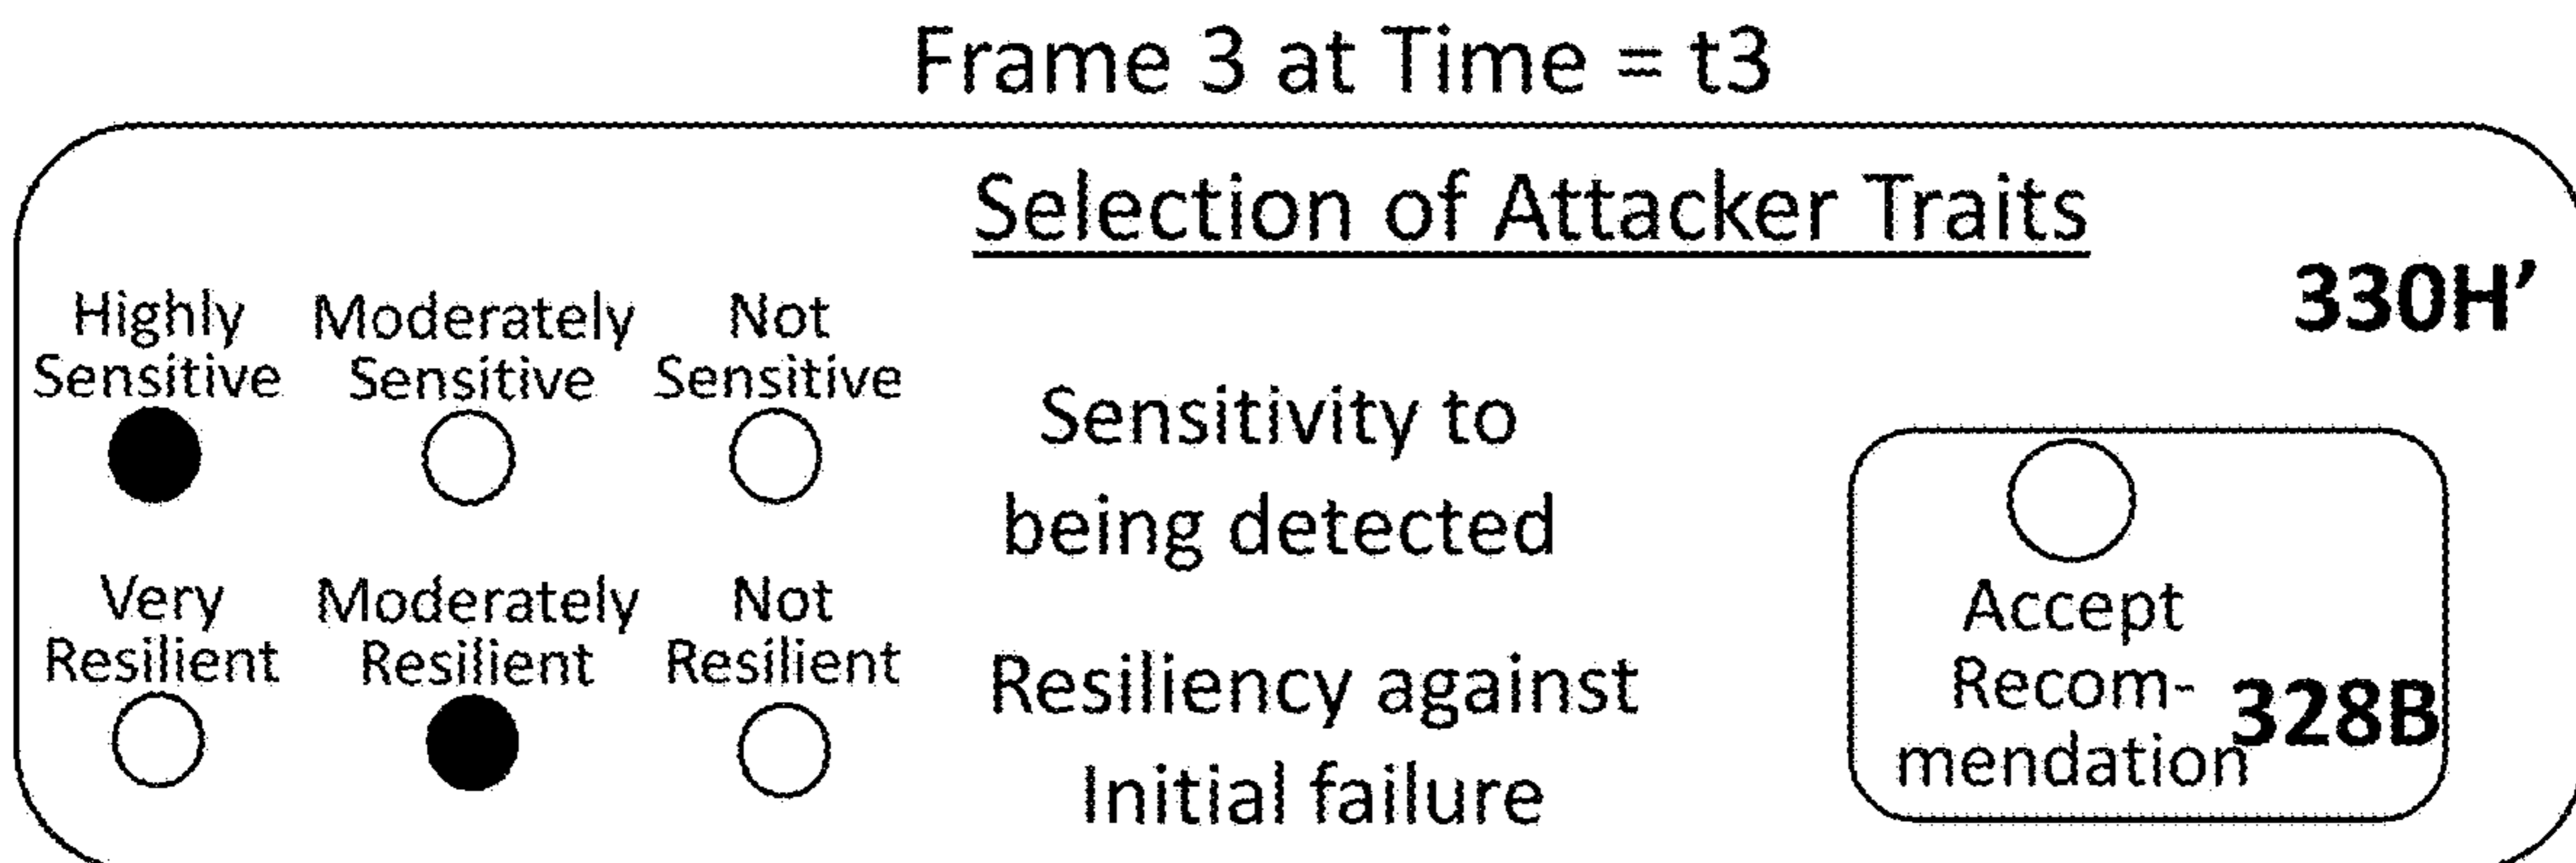 Frame 3 at Time = t3
Selection of Attacker Traits
330H’
Highly Moderately Not
Sensitive Sensitive Sensitive
Sensitivity to
being detected
Very Moderately Not
Resilient Resilient Resilient
Resiliency against
Initial failure
Accept
Recom-
mendation
328B